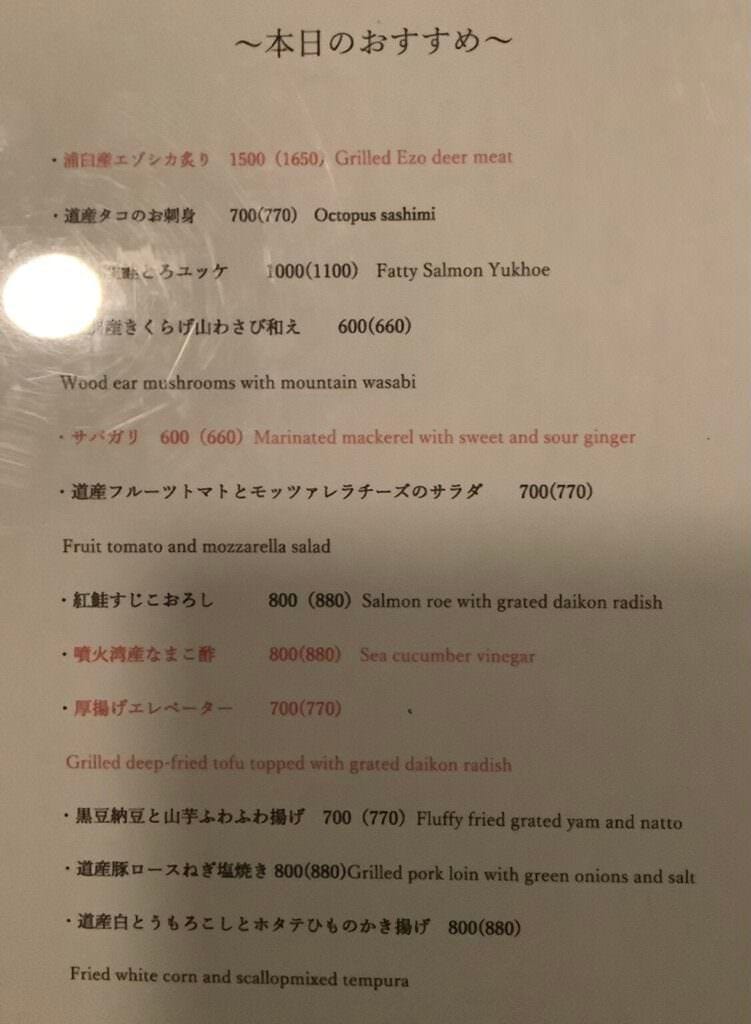 ～本日のおすすめ～
・浦臼産エゾシカ炙り 1500（1650）Grilled Ezo deer meat
・道産タコのお刺身 700(770) Octopus sashimi
鮭とろユッケ 1000(1100) Fatty Salmon Yukhoe
産きくらげ山わさび和え 600(660)
Wood ear mushrooms with mountain wasabi
・サバガリ 600（660）Marinated mackerel with sweet and sour ginger
・道産フルーツトマトとモッツァレラチーズのサラダ 700(770)
Fruit tomato and mozzarella salad
・紅鮭すじこおろし 800（880）Salmon roe with grated daikon radish
・噴火湾産なまこ酢 800(880) Sea cucumber vinegar
・厚揚げエレベーター 700(770)
Grilled deep-fried tofu topped with grated daikon radish
・黒豆納豆と山芋ふわふわ揚げ 700（770）Fluffy fried grated yam and natto
・道産豚ロースねぎ塩焼き 800(880)Grilled pork loin with green onions and salt
・道産白とうもろこしとホタテひものかき揚げ 800(880)
Fried white corn and scallopmixed tempura